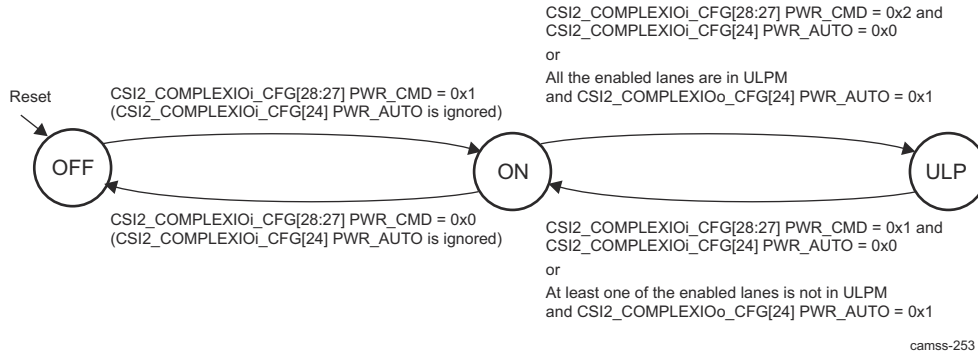 CSI2_COMPLEXIOi_CFG[28:27] PWR_CMD = 0x2 and
CSI2_COMPLEXIOi_CFG[24] PWR_AUTO = 0x0
or
All the enabled lanes are in ULPM
and CSI2_COMPLEXIOo_CFG[24] PWR_AUTO = 0x1
Reset
CSI2_COMPLEXIOi_CFG[28:27] PWR_CMD = 0x1
(CSI2_COMPLEXIOi_CFG[24] PWR_AUTO is ignored)
OFF
ON
ULP
CSI2_COMPLEXIOi_CFG[28:27] PWR_CMD = 0x0
(CSI2_COMPLEXIOi_CFG[24] PWR_AUTO is ignored)
CSI2_COMPLEXIOi_CFG[28:27] PWR_CMD = 0x1 and
CSI2_COMPLEXIOi_CFG[24] PWR_AUTO = 0x0
or
At least one of the enabled lanes is not in ULPM
and CSI2_COMPLEXIOo_CFG[24] PWR_AUTO = 0x1
camss-253